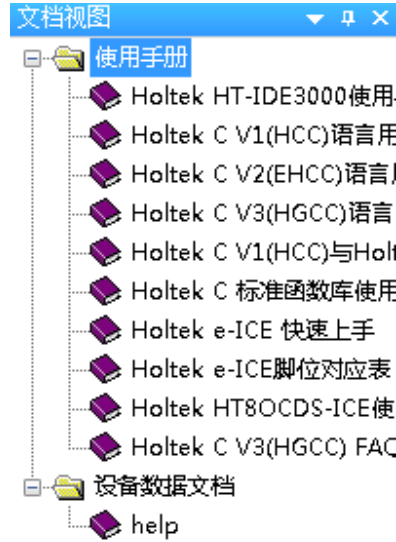 文档视图
使用手册
Holtek HT-IDE3000使用
Holtek C V1(HCC)语言用
Holtek C V2(EHCC)语言
Holtek C V3(HGCC)语言
Holtek C V1(HCC)与Holt
Holtek C 标准函数库使用
Holtek e-ICE 快速上手
Holtek e-ICE脚位对应表
Holtek HT8OCDS-ICE使
Holtek C V3(HGCC) FAQ
设备数据文档
help